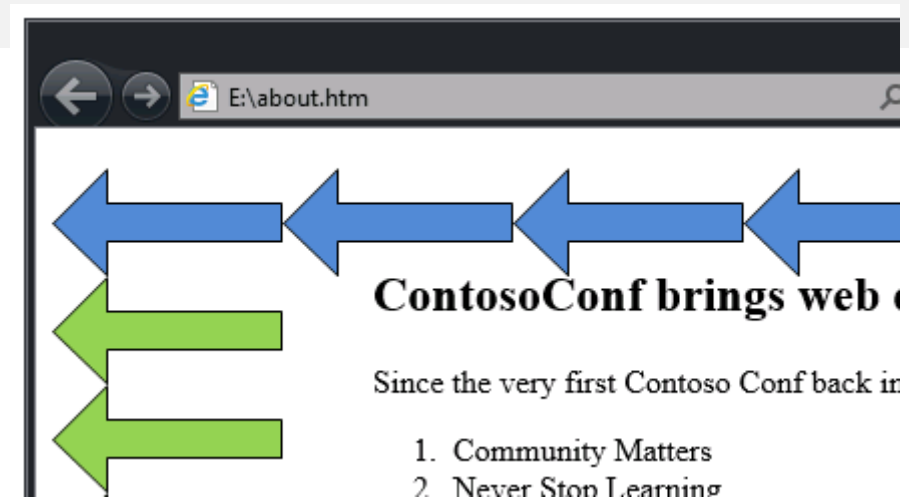 E:\about.htm
ContosoConf brings web
Since the very first Contoso Conf back in
1. Community Matters
2. Never Stop Learning